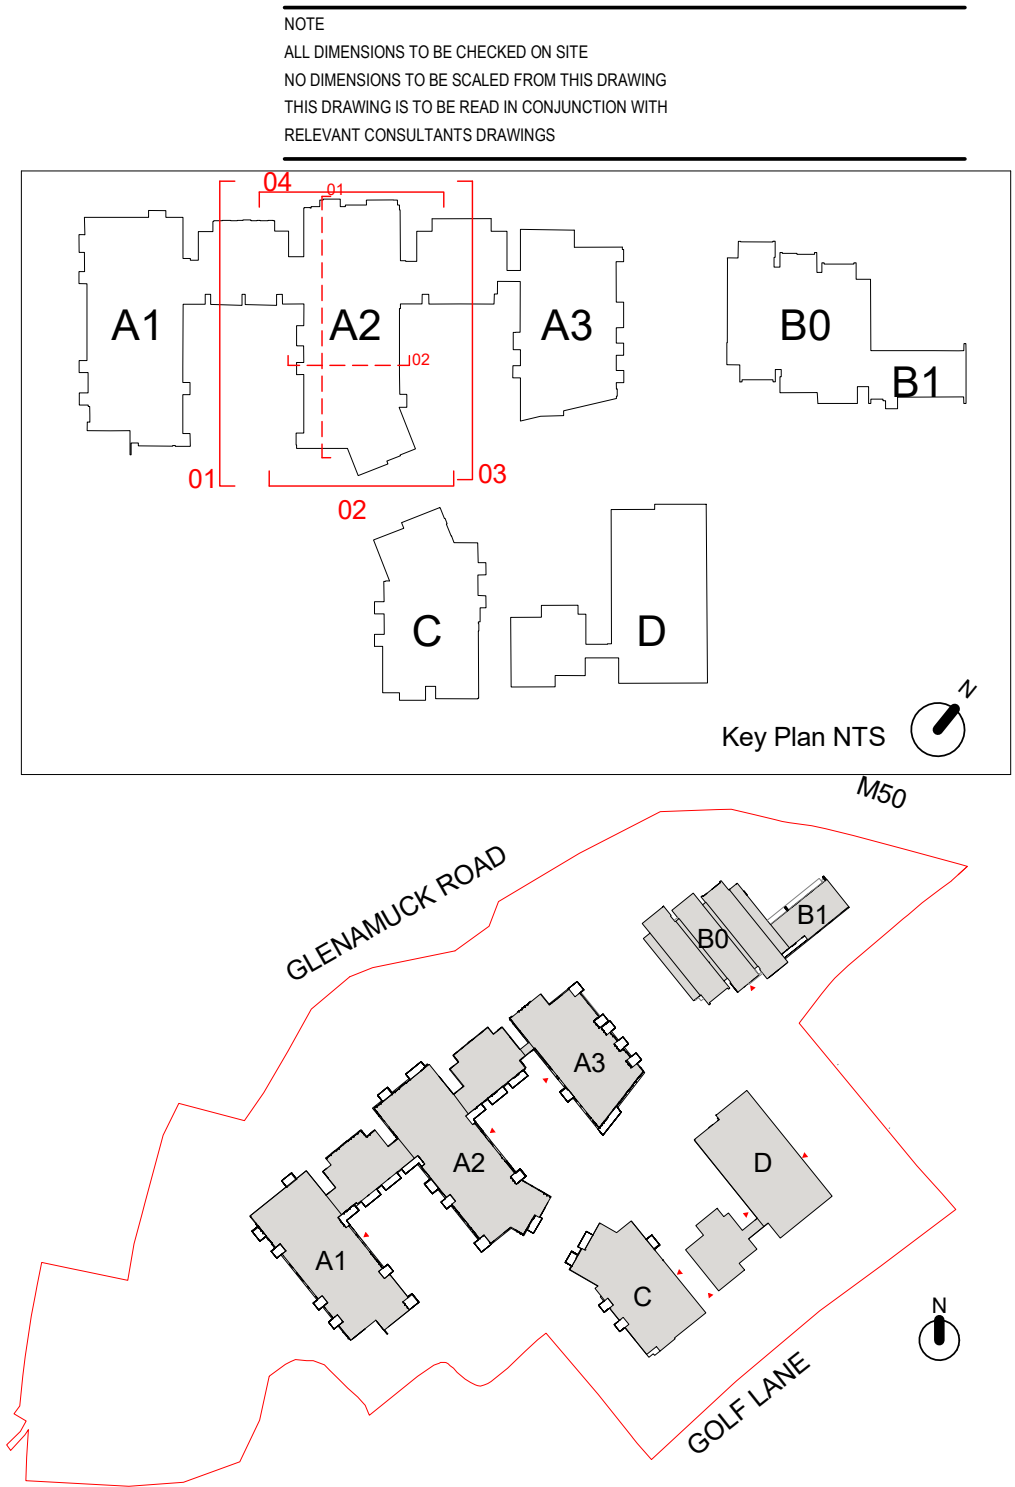 NOTE
ALL DIMENSIONS TO BE CHECKED ON SITE
NO DIMENSIONS TO BE SCALED FROM THIS DRAWING
THIS DRAWING IS TO BE READ IN CONJUNCTION WITH
RELEVANT CONSULTANTS DRAWINGS
04
01
A1
A2
A3
B0
02
B1
01
03
02
C
D
N
Key Plan NTS
M50
GLENAMUCK ROAD
B1
B0
A3
A2
D
A1
C
N
GOLF LANE